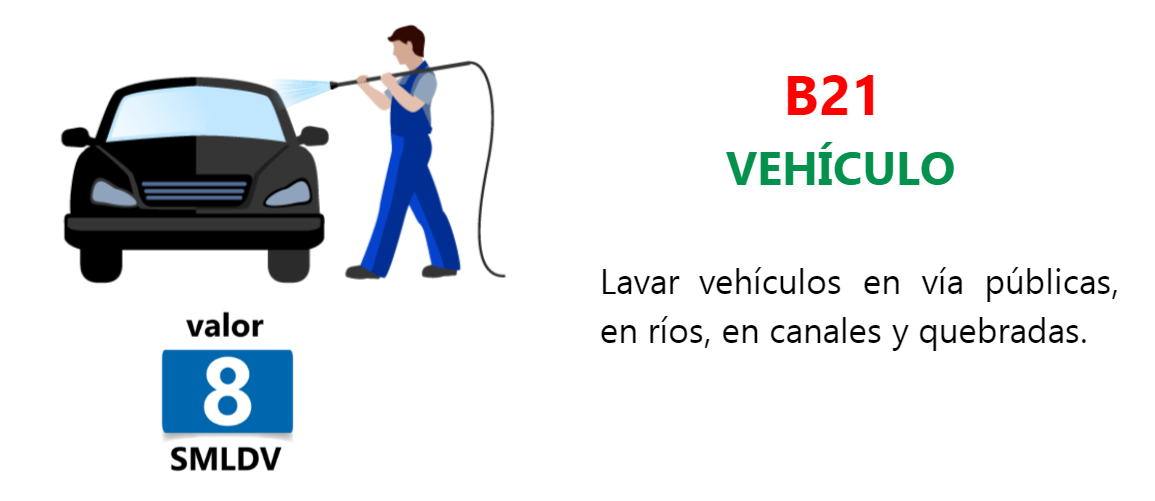 B21
VEHÍCULO
Lavar vehículos en vía públicas,
en ríos, en canales y quebradas.
valor
8
SMLDV